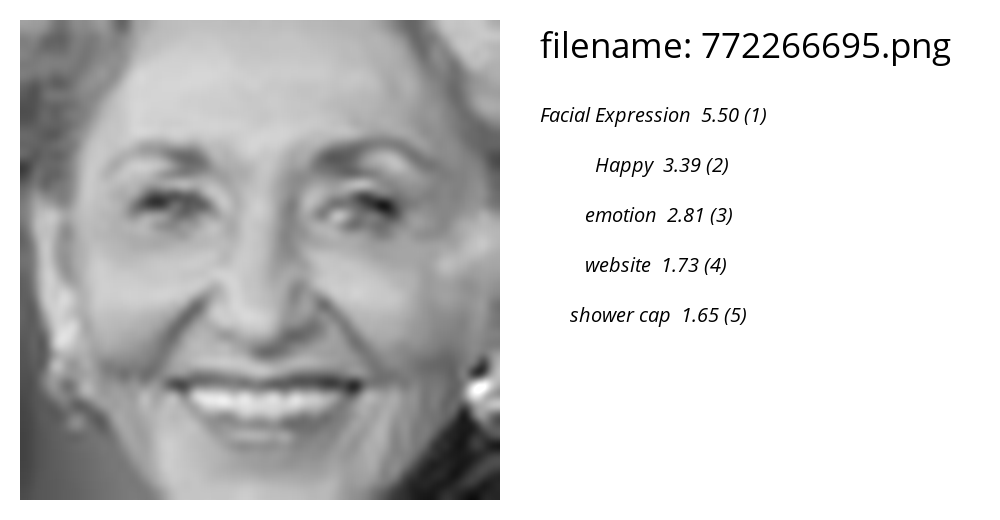 filename: 772266695.png
Facial Expression 5.50 (1)
Happy 3.39 (2)
emotion 2.81 (3)
website 1.73 (4)
shower cap 1.65 (5)